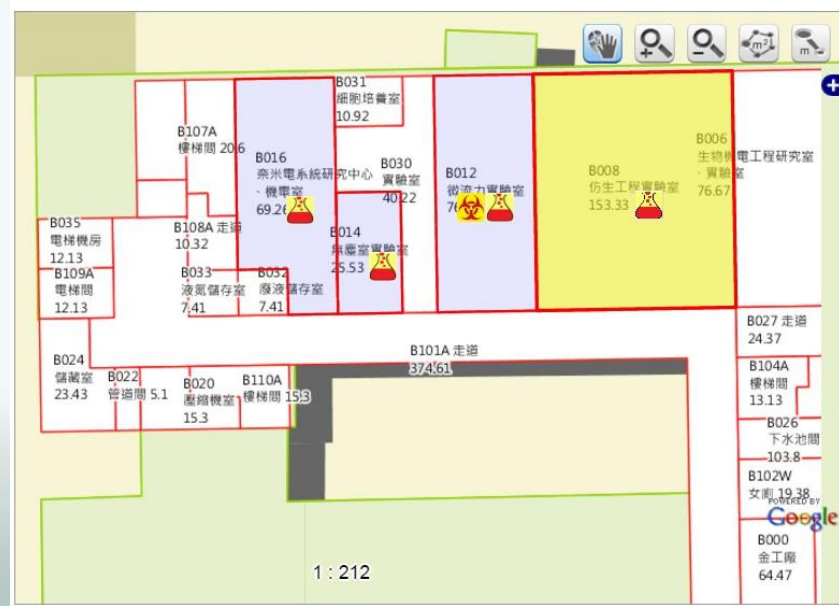 B031
細胞培養室
10.92
B107A
樓梯間 20.6
B016
奈米電系統研究中心
、機電室
69.26
B030
實驗室
40.22
B012
微流力實驗室
76
B008
仿生工程實驗室
153.33
B006
生物機電工程研究室
、實驗室
76.67
B035
電梯機房
12.13
B108A 走道
10.32
B014
無塵室實驗室
25.53
B109A
電梯間
12.13
B033
液氮儲存室
7.41
B032
廢液儲存室
7.41
B027 走道
24.37
B101A 走道
374.61
B024
儲藏室
23.43
B022
管道間 5.1
B020
壓縮機室
15.3
B110A
樓梯間 15.3
B104A
樓梯間
13.13
B026
下水池間
103.8
B102W
女廁 19.38
POWERED BY
Google
B000
金工廠
64.47
1 : 212
m²
m